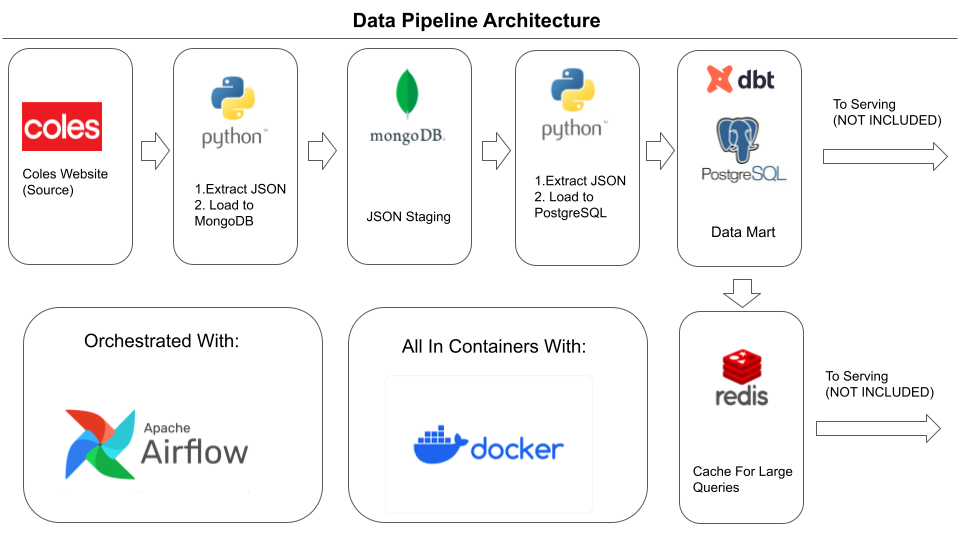 Data Pipeline Architecture
coles
Coles Website
(Source)
python™
1.Extract JSON
2. Load to
MongoDB
mongoDB.
JSON Staging
python™
1.Extract JSON
2. Load to
PostgreSQL
dbt
PostgreSQL
Data Mart
To Serving
(NOT INCLUDED)
Orchestrated With:
Apache
Airflow
All In Containers With:
docker
redis
Cache For Large
Queries
To Serving
(NOT INCLUDED)